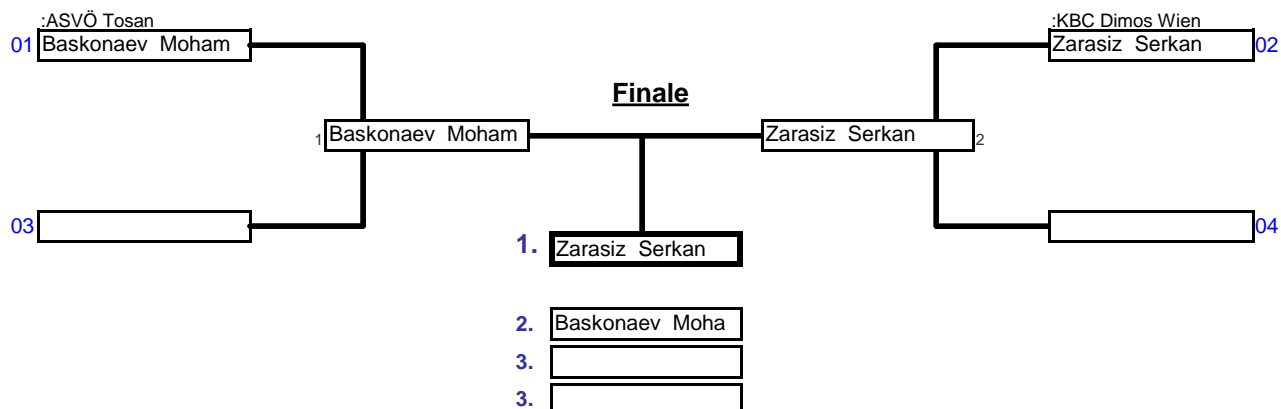 :ASVÖ Tosan
:KBC Dimos Wien
01 Baskonaev Moham
Zarasiz Serkan 02
Finale
1 Baskonaev Moham
Zarasiz Serkan 2
03
04
1. Zarasiz Serkan
2. Baskonaev Moha
3.
3.